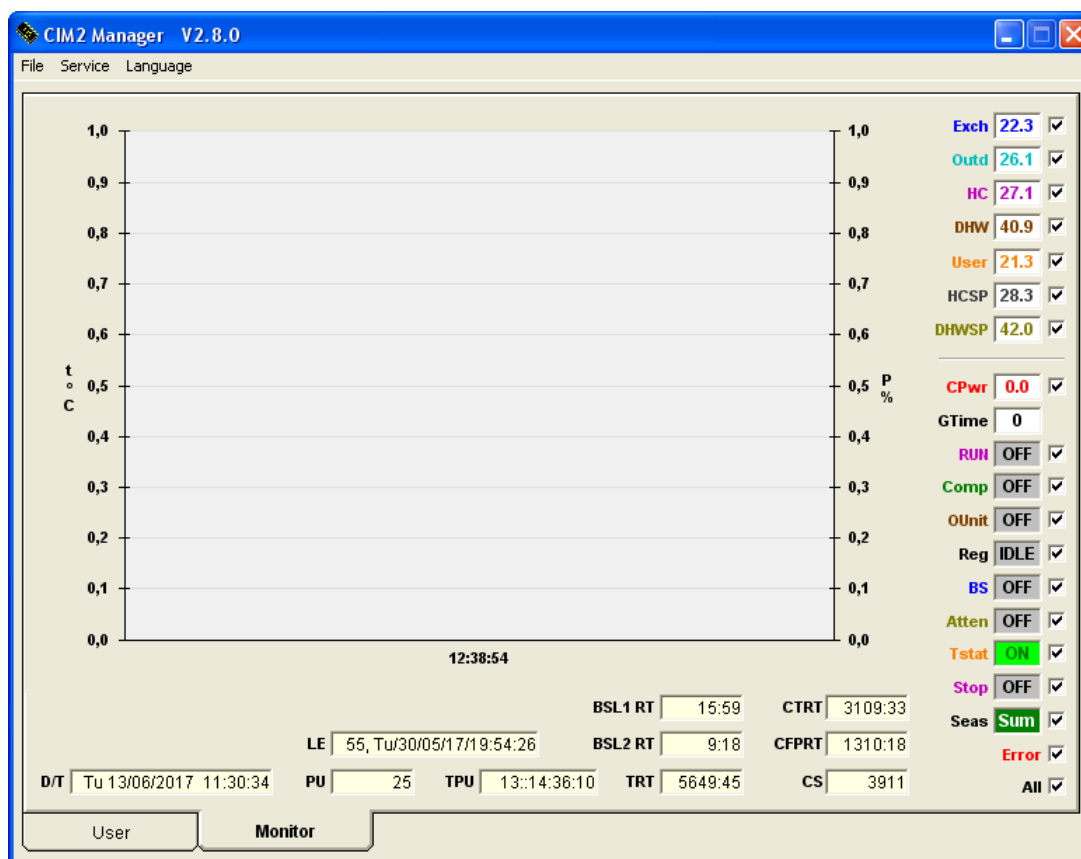 CIM2 Manager V2.8.0
File Service Language
1,0 1,0
0,9 0,9
0,8 0,8
0,7 0,7
0,6 0,6
t ° C 0,5 0,5 P %
0,4 0,4
0,3 0,3
0,2 0,2
0,1 0,1
0,0 0,0
12:38:54
Exch 22.3
Outd 26.1
HC 27.1
DHW 40.9
User 21.3
HCSP 28.3
DHWSP 42.0
CPwr 0.0
GTime 0
RUN OFF
Comp OFF
OUnit OFF
Reg IDLE
BS OFF
Atten OFF
Tstat ON
Stop OFF
Seas Sum
Error
All
BSL1 RT 15:59 CTRT 3109:33
LE 55, Tu/30/05/17/19:54:26 BSL2 RT 9:18 CFPRT 1310:18
D/T Tu 13/06/2017 11:30:34 PU 25 TPU 13::14:36:10 TRT 5649:45 CS 3911
User Monitor